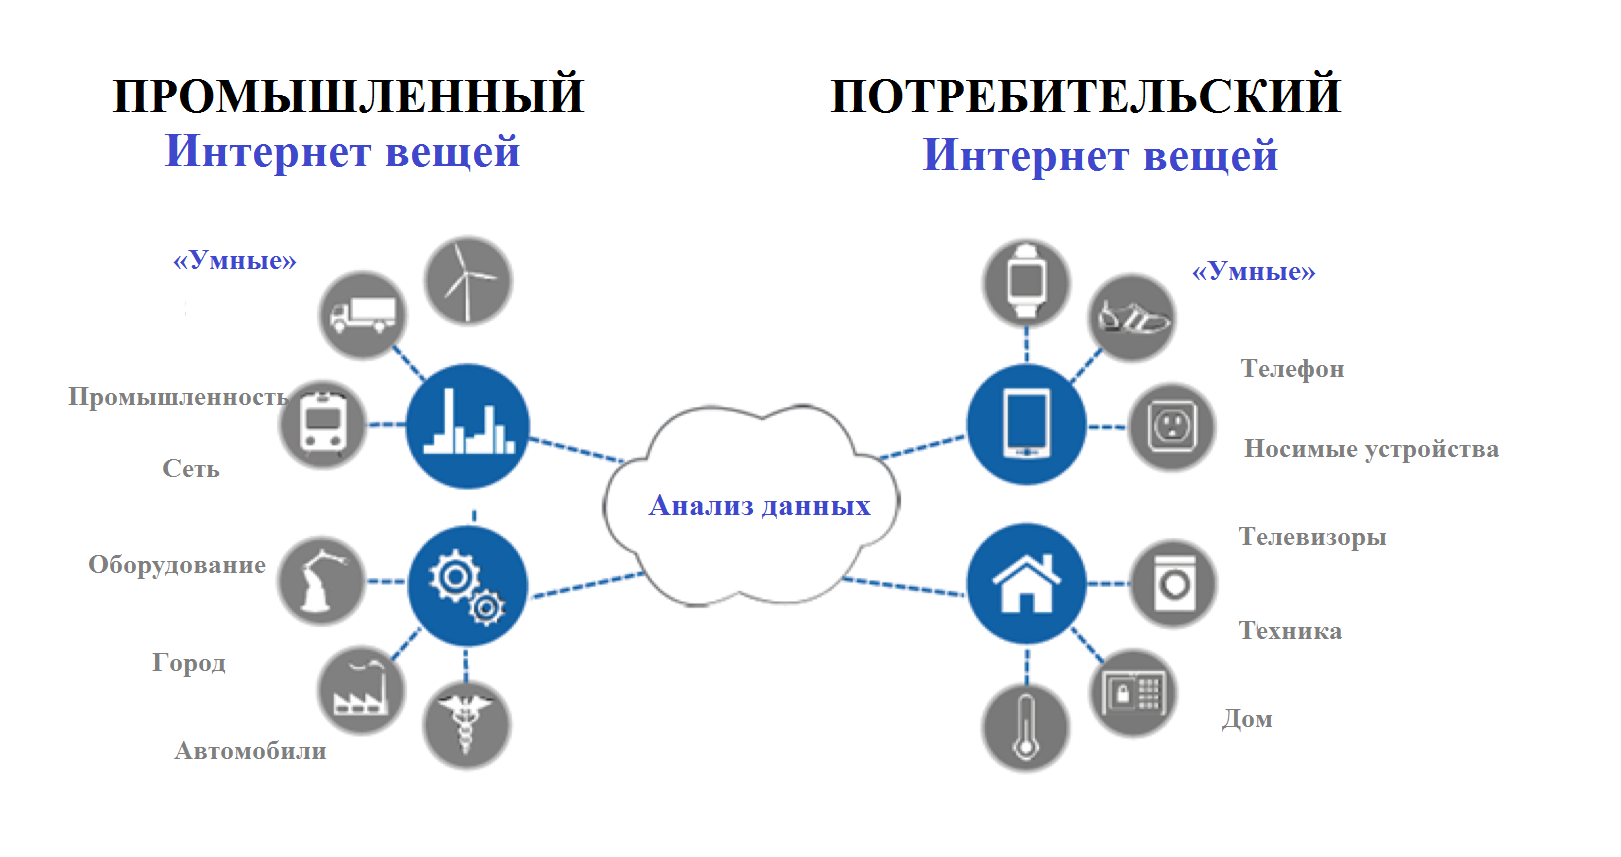 ПРОМЫШЛЕННЫЙ
Интернет вещей
«Умные»
Промышленность
Сеть
Оборудование
Город
Автомобили
Анализ данных
ПОТРЕБИТЕЛЬСКИЙ
Интернет вещей
«Умные»
Телефон
Носимые устройства
Телевизоры
Техника
Дом